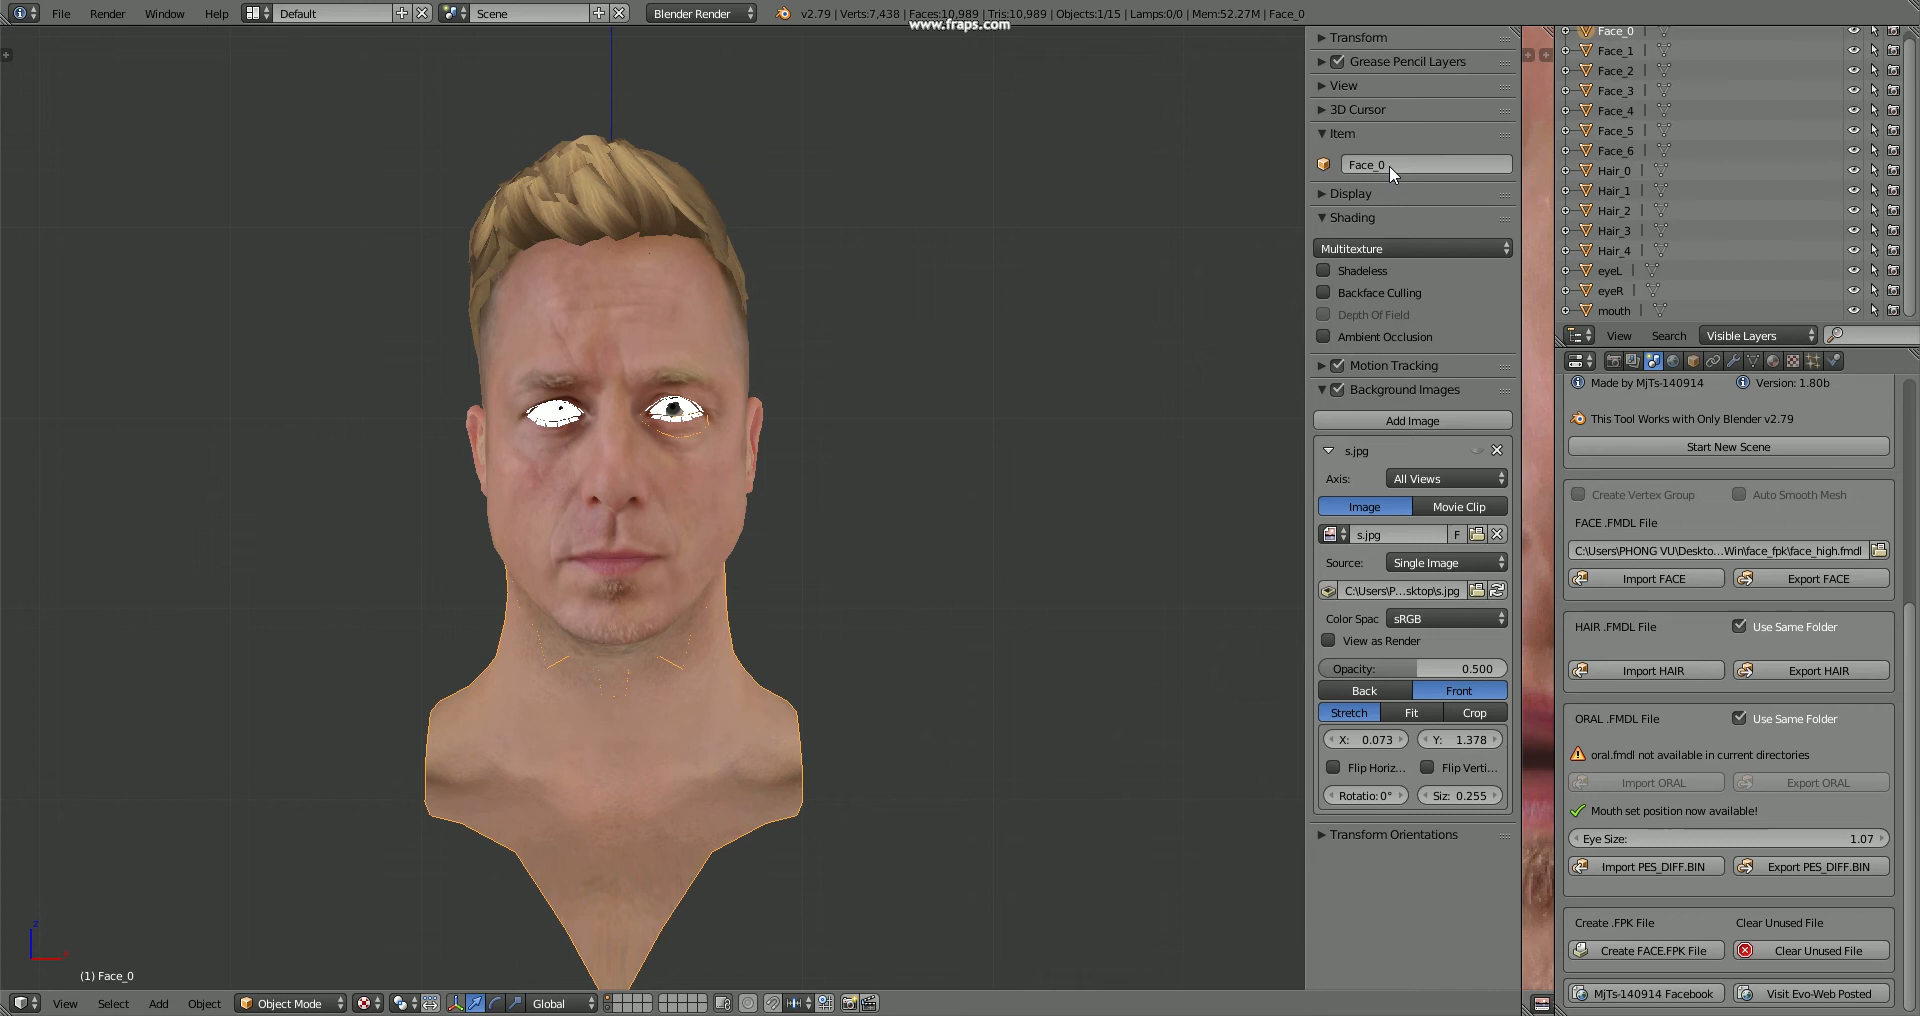 File
Render
Window
Help
Default
Scene
Blender Render
v2.79 | Verts:7,438 | Faces:10,989 | Tris:10,989 | Objects:1/15 | Lamps:0/0 | Mem:52.27M | Face_0
www.fraps.com
Transform
Grease Pencil Layers
View
3D Cursor
Item
Face_0
Display
Shading
Multitexture
Shadeless
Backface Culling
Depth Of Field
Ambient Occlusion
Motion Tracking
Background Images
Add Image
s.jpg
Axis:
All Views
Image
Movie Clip
s.jpg
F
Source:
Single Image
C:\Users\P...sktop\s.jpg
Color Spac
sRGB
View as Render
Opacity:
0.500
Back
Front
Stretch
Fit
Crop
X: 0.073
Y: 1.378
Flip Horiz...
Flip Verti...
Rotatio: 0°
Siz: 0.255
Transform Orientations
Face_0
Face_1
Face_2
Face_3
Face_4
Face_5
Face_6
Hair_0
Hair_1
Hair_2
Hair_3
Hair_4
eyeL
eyeR
mouth
View
Search
Visible Layers
Made by MjTs-140914
Version: 1.80b
This Tool Works with Only Blender v2.79
Start New Scene
Create Vertex Group
Auto Smooth Mesh
FACE .FMDL File
C:\Users\PHONG VU\Deskto...Win\face_fpk\face_high.fmdl
Import FACE
Export FACE
HAIR .FMDL File
Use Same Folder
Import HAIR
Export HAIR
ORAL .FMDL File
Use Same Folder
oral.fmdl not available in current directories
Import ORAL
Export ORAL
Mouth set position now available!
Eye Size:
1.07
Import PES_DIFF.BIN
Export PES_DIFF.BIN
Create .FPK File
Clear Unused File
Create FACE.FPK File
Clear Unused File
MjTs-140914 Facebook
Visit Evo-Web Posted
z
(1) Face_0
View
Select
Add
Object
Object Mode
Global